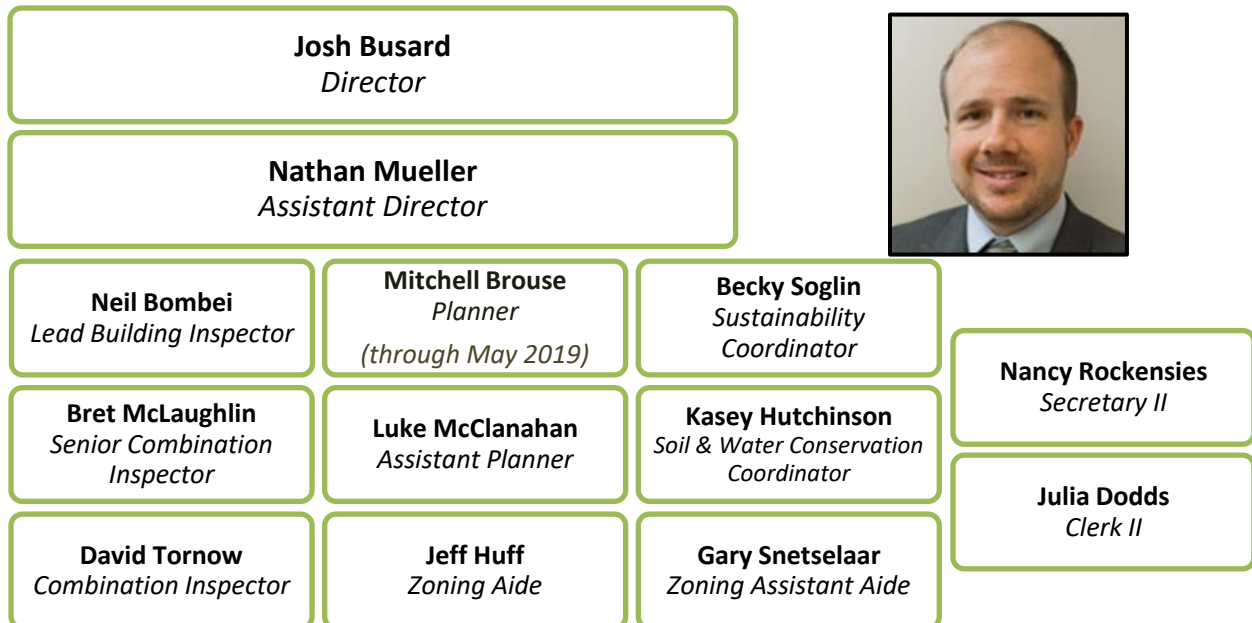 Josh Busard
Director
Nathan Mueller
Assistant Director
Neil Bombei
Lead Building Inspector
Mitchell Brouse
Planner
(through May 2019)
Becky Soglin
Sustainability
Coordinator
Nancy Rockensies
Secretary II
Bret McLaughlin
Senior Combination
Inspector
Luke McClanahan
Assistant Planner
Kasey Hutchinson
Soil & Water Conservation
Coordinator
Julia Dodds
Clerk II
David Tornow
Combination Inspector
Jeff Huff
Zoning Aide
Gary Snetselaar
Zoning Assistant Aide